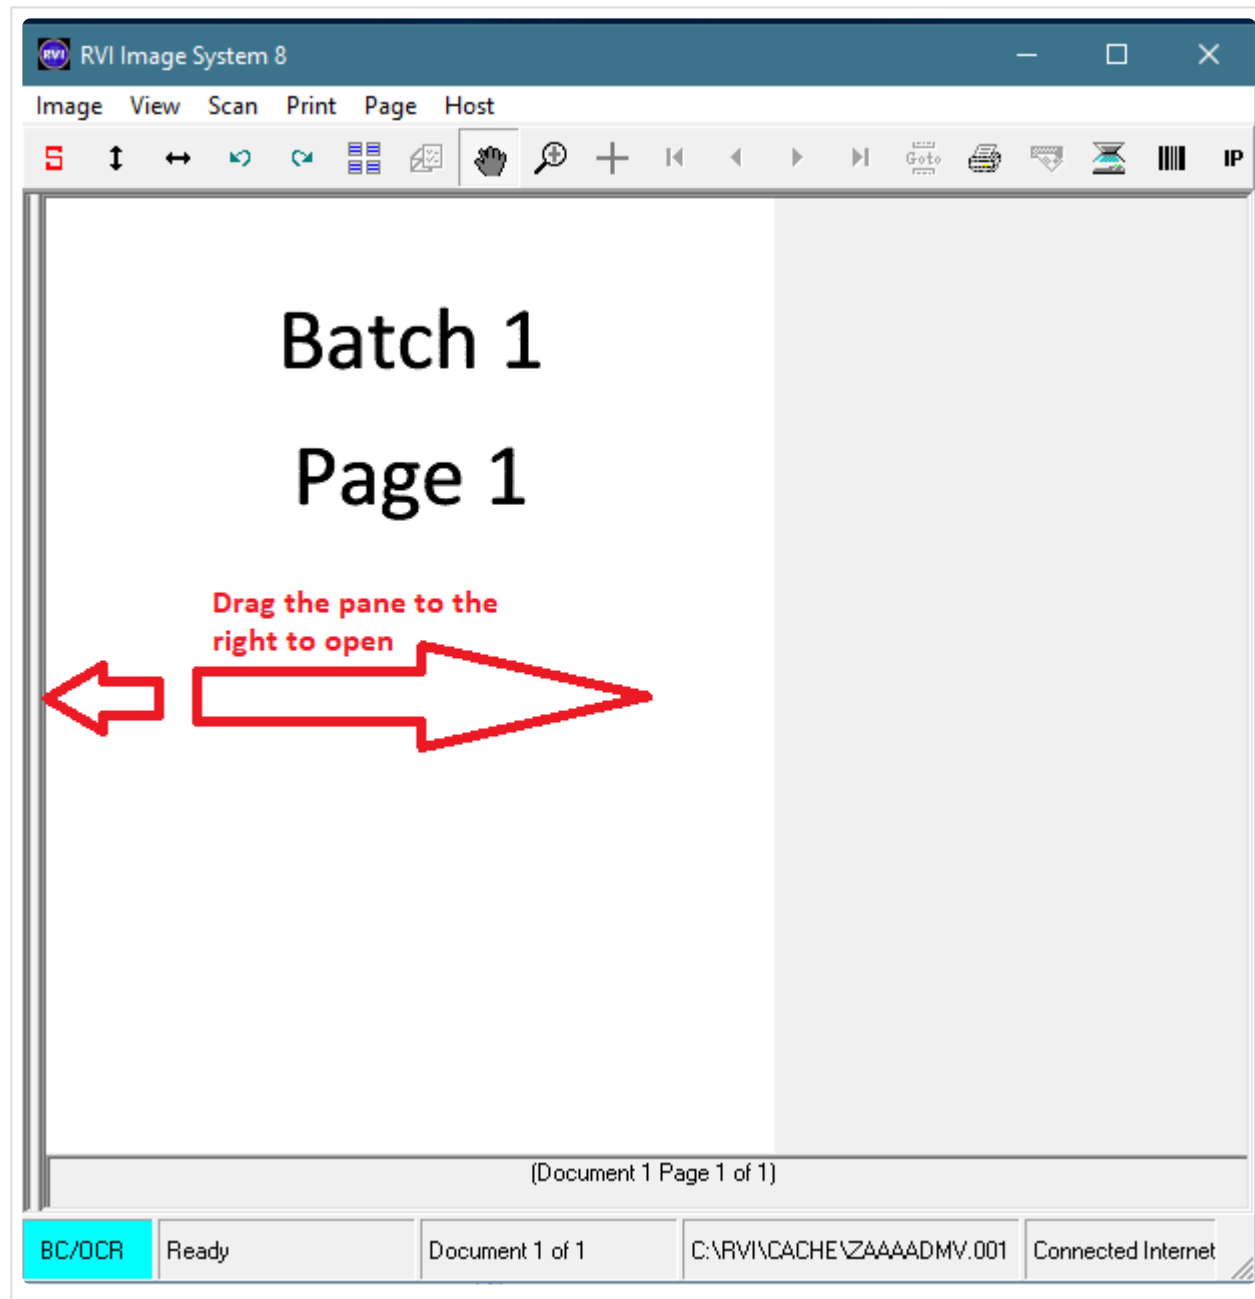 RVI Image System 8
Image View Scan Print Page Host
S Goto IP
Batch 1
Page 1
Drag the pane to the
right to open
(Document 1 Page 1 of 1)
BC/OCR Ready Document 1 of 1 C:\RVI\CACHE\ZAAAADMV.001 Connected Internet